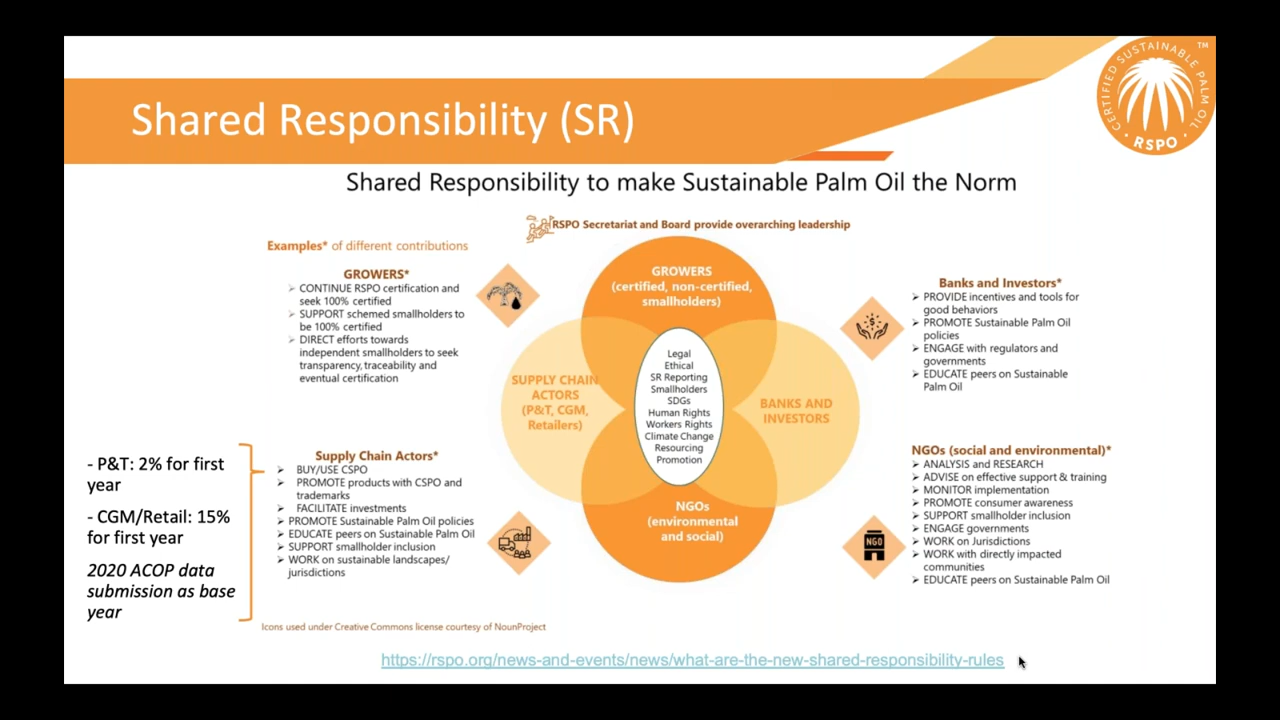 Shared Responsibility (SR)
CERTIFIED SUSTAINABLE PALM OIL
TM
RSPO
Shared Responsibility to make Sustainable Palm Oil the Norm
RSPO Secretariat and Board provide overarching leadership
Examples* of different contributions
GROWERS*
CONTINUE RSPO certification and
seek 100% certified
SUPPORT schemed smallholders to
be 100% certified
DIRECT efforts towards
independent smallholders to seek
transparency, traceability and
eventual certification
GROWERS
(certified, non-certified,
smallholders)
Banks and Investors*
PROVIDE incentives and tools for
good behaviors
PROMOTE Sustainable Palm Oil
policies
ENGAGE with regulators and
governments
EDUCATE peers on Sustainable
Palm Oil
SUPPLY CHAIN
ACTORS
(P&T, CGM,
Retailers)
Legal
Ethical
SR Reporting
Smallholders
SDGs
Human Rights
Workers Rights
Climate Change
Resourcing
Promotion
BANKS AND
INVESTORS
- P&T: 2% for first
year
- CGM/Retail: 15%
for first year
2020 ACOP data
submission as base
year
Supply Chain Actors*
BUY/USE CSPO
PROMOTE products with CSPO and
trademarks
FACILITATE investments
PROMOTE Sustainable Palm Oil policies
EDUCATE peers on Sustainable Palm Oil
SUPPORT smallholder inclusion
WORK on sustainable landscapes/
jurisdictions
NGOs
(environmental
and social)
NGO
NGOs (social and environmental)*
ANALYSIS and RESEARCH
ADVISE on effective support & training
MONITOR implementation
PROMOTE consumer awareness
SUPPORT smallholder inclusion
ENGAGE governments
WORK on Jurisdictions
WORK with directly impacted
communities
EDUCATE peers on Sustainable Palm Oil
Icons used under Creative Commons license courtesy of NounProject
https://rspo.org/news-and-events/news/what-are-the-new-shared-responsibility-rules